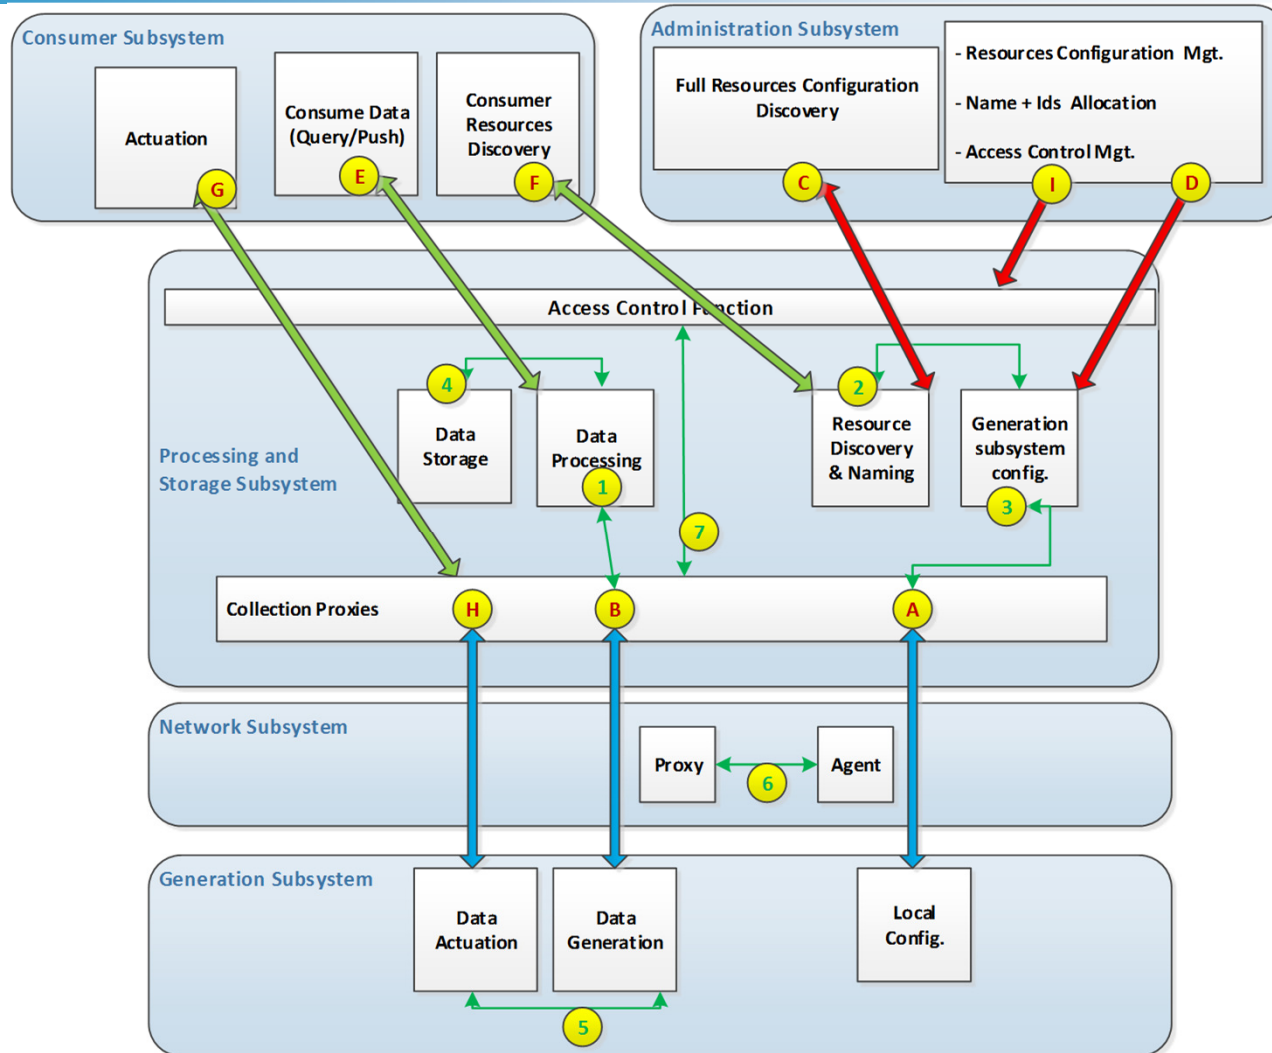 Consumer Subsystem
Actuation
G
Consume Data
(Query/Push)
E
Consumer
Resources
Discovery
F
Administration Subsystem
Full Resources Configuration
Discovery
C
- Resources Configuration Mgt.
- Name + Ids Allocation
- Access Control Mgt.
I
D
Access Control Function
Processing and
Storage Subsystem
4
Data
Storage
Data
Processing
1
7
2
Resource
Discovery
& Naming
Generation
subsystem
config.
3
Collection Proxies
H
B
A
Network Subsystem
Proxy
6
Agent
Generation Subsystem
Data
Actuation
Data
Generation
5
Local
Config.